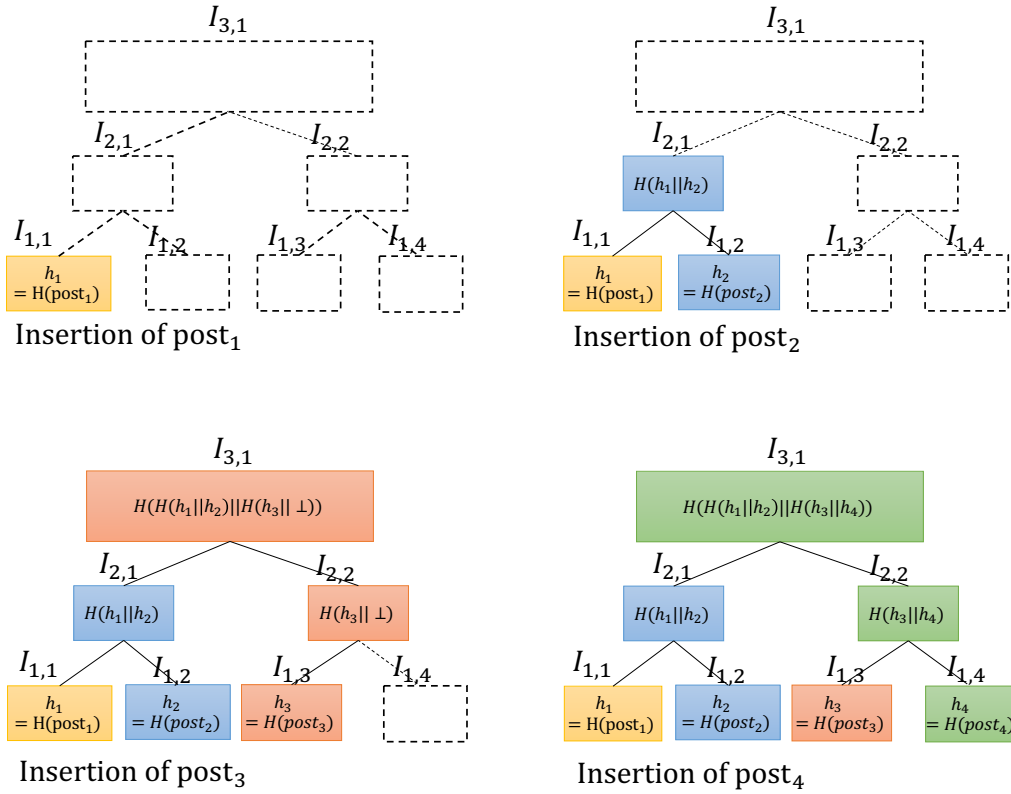 I₃,₁
I₂,₁ I₂,₂
I₁,₁ I₁,₂ I₁,₃ I₁,₄
h₁
= H(post₁)
Insertion of post₁
I₃,₁
I₂,₁ I₂,₂
H(h₁||h₂)
I₁,₁ I₁,₂ I₁,₃ I₁,₄
h₁
= H(post₁)
h₂
= H(post₂)
Insertion of post₂
I₃,₁
H(H(h₁||h₂)||H(h₃|| ⊥))
I₂,₁ I₂,₂
H(h₁||h₂) H(h₃|| ⊥)
I₁,₁ I₁,₂ I₁,₃ I₁,₄
h₁
= H(post₁)
h₂
= H(post₂)
h₃
= H(post₃)
Insertion of post₃
I₃,₁
H(H(h₁||h₂)||H(h₃||h₄))
I₂,₁ I₂,₂
H(h₁||h₂) H(h₃||h₄)
I₁,₁ I₁,₂ I₁,₃ I₁,₄
h₁
= H(post₁)
h₂
= H(post₂)
h₃
= H(post₃)
h₄
= H(post₄)
Insertion of post₄